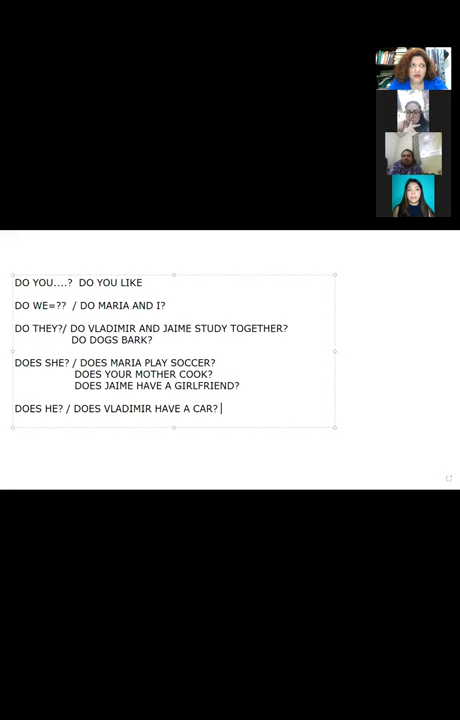 DO YOU....?  DO YOU LIKE
DO WE=??  / DO MARIA AND I?
DO THEY?/ DO VLADIMIR AND JAIME STUDY TOGETHER?
DO DOGS BARK?
DOES SHE? / DOES MARIA PLAY SOCCER?
DOES YOUR MOTHER COOK?
DOES JAIME HAVE A GIRLFRIEND?
DOES HE? / DOES VLADIMIR HAVE A CAR?